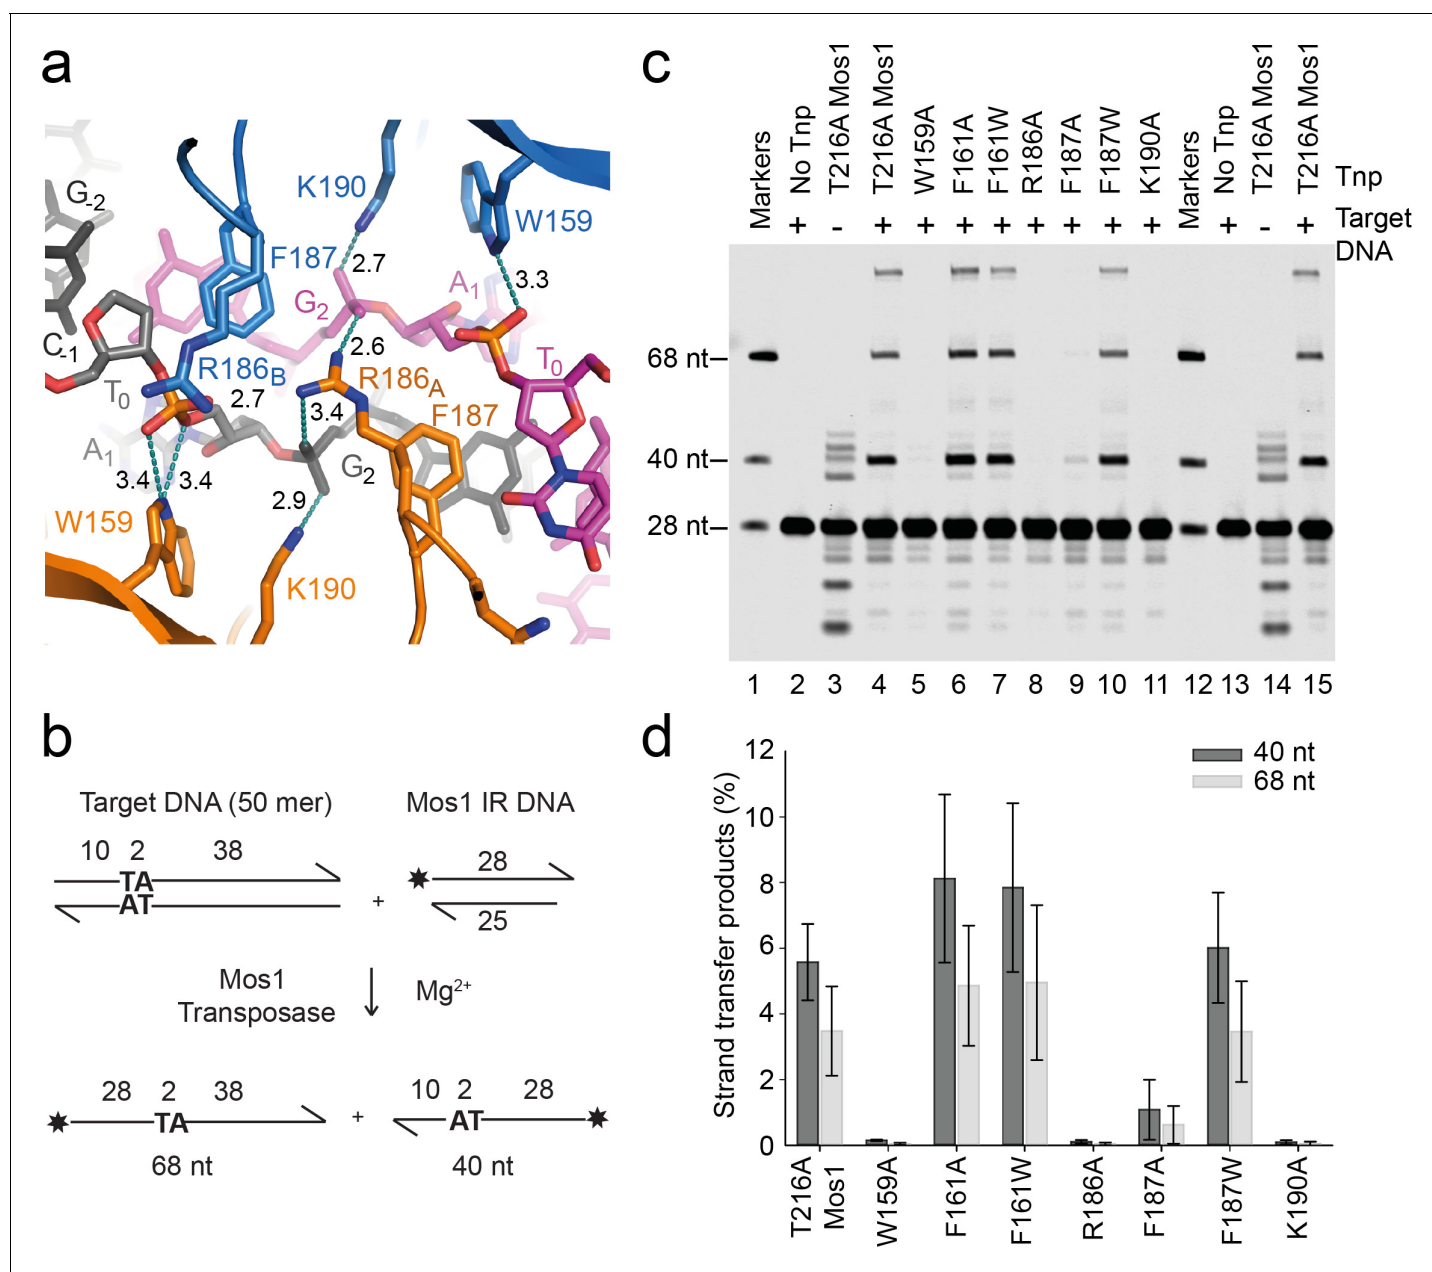 a
G-2
C-1
T0
A1
K190
F187
W159
2.7
3.3
G2
A1
T0
2.6
R186B
2.7
R186A
3.4
F187
G2
3.4
3.4
2.9
W159
K190
b
Target DNA (50 mer)
Mos1 IR DNA
10 2 38
TA
AT
+
28
25
Mos1
Transposase
Mg2+
28 2 38
TA
68 nt
+
10 2 28
AT
40 nt
c
Markers
No Tnp
T216A Mos1
T216A Mos1
W159A
F161A
F161W
R186A
F187A
F187W
K190A
Markers
No Tnp
T216A Mos1
T216A Mos1
Tnp
+ - + + + + + + + + + - +
Target
DNA
68 nt
40 nt
28 nt
1 2 3 4 5 6 7 8 9 10 11 12 13 14 15
d
40 nt
68 nt
Strand transfer products (%)
12
10
8
6
4
2
0
T216A
Mos1
W159A
F161A
F161W
R186A
F187A
F187W
K190A